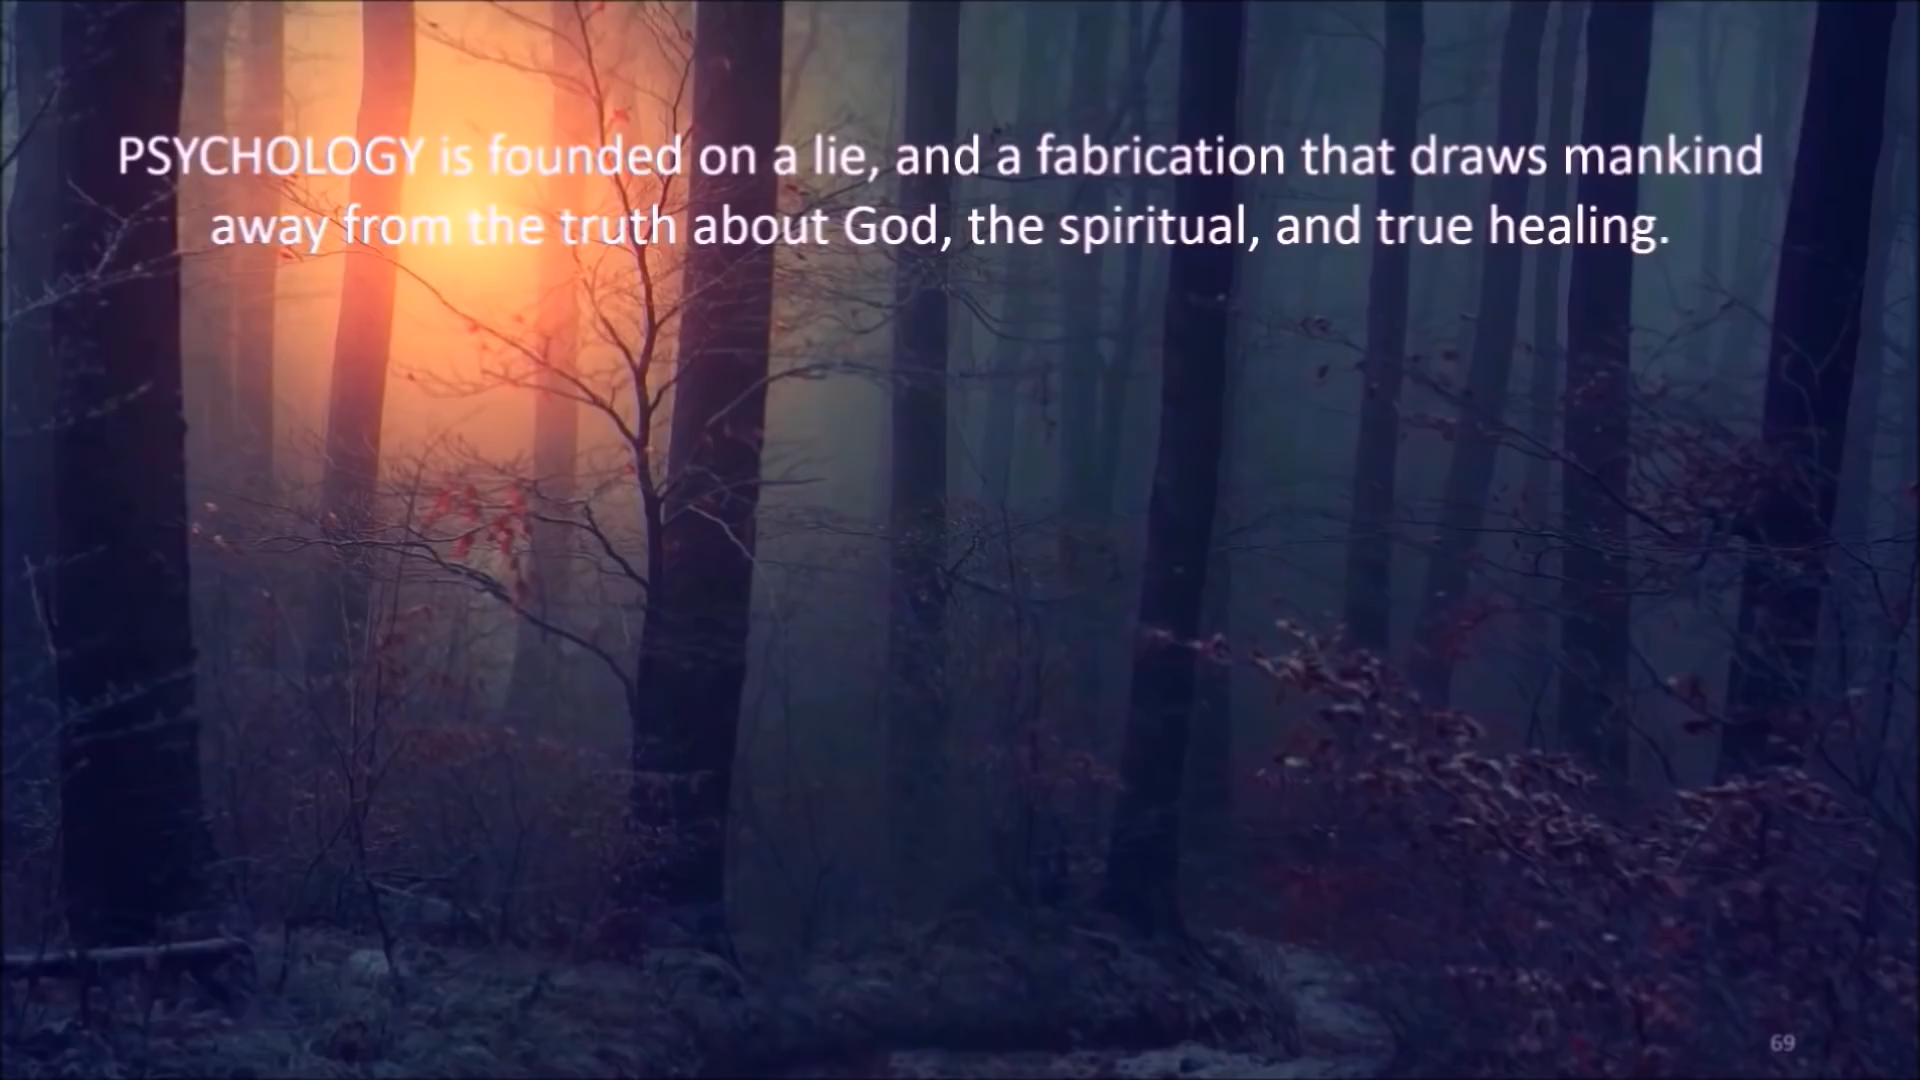 PSYCHOLOGY is founded on a lie, and a fabrication that draws mankind
away from the truth about God, the spiritual, and true healing.
69